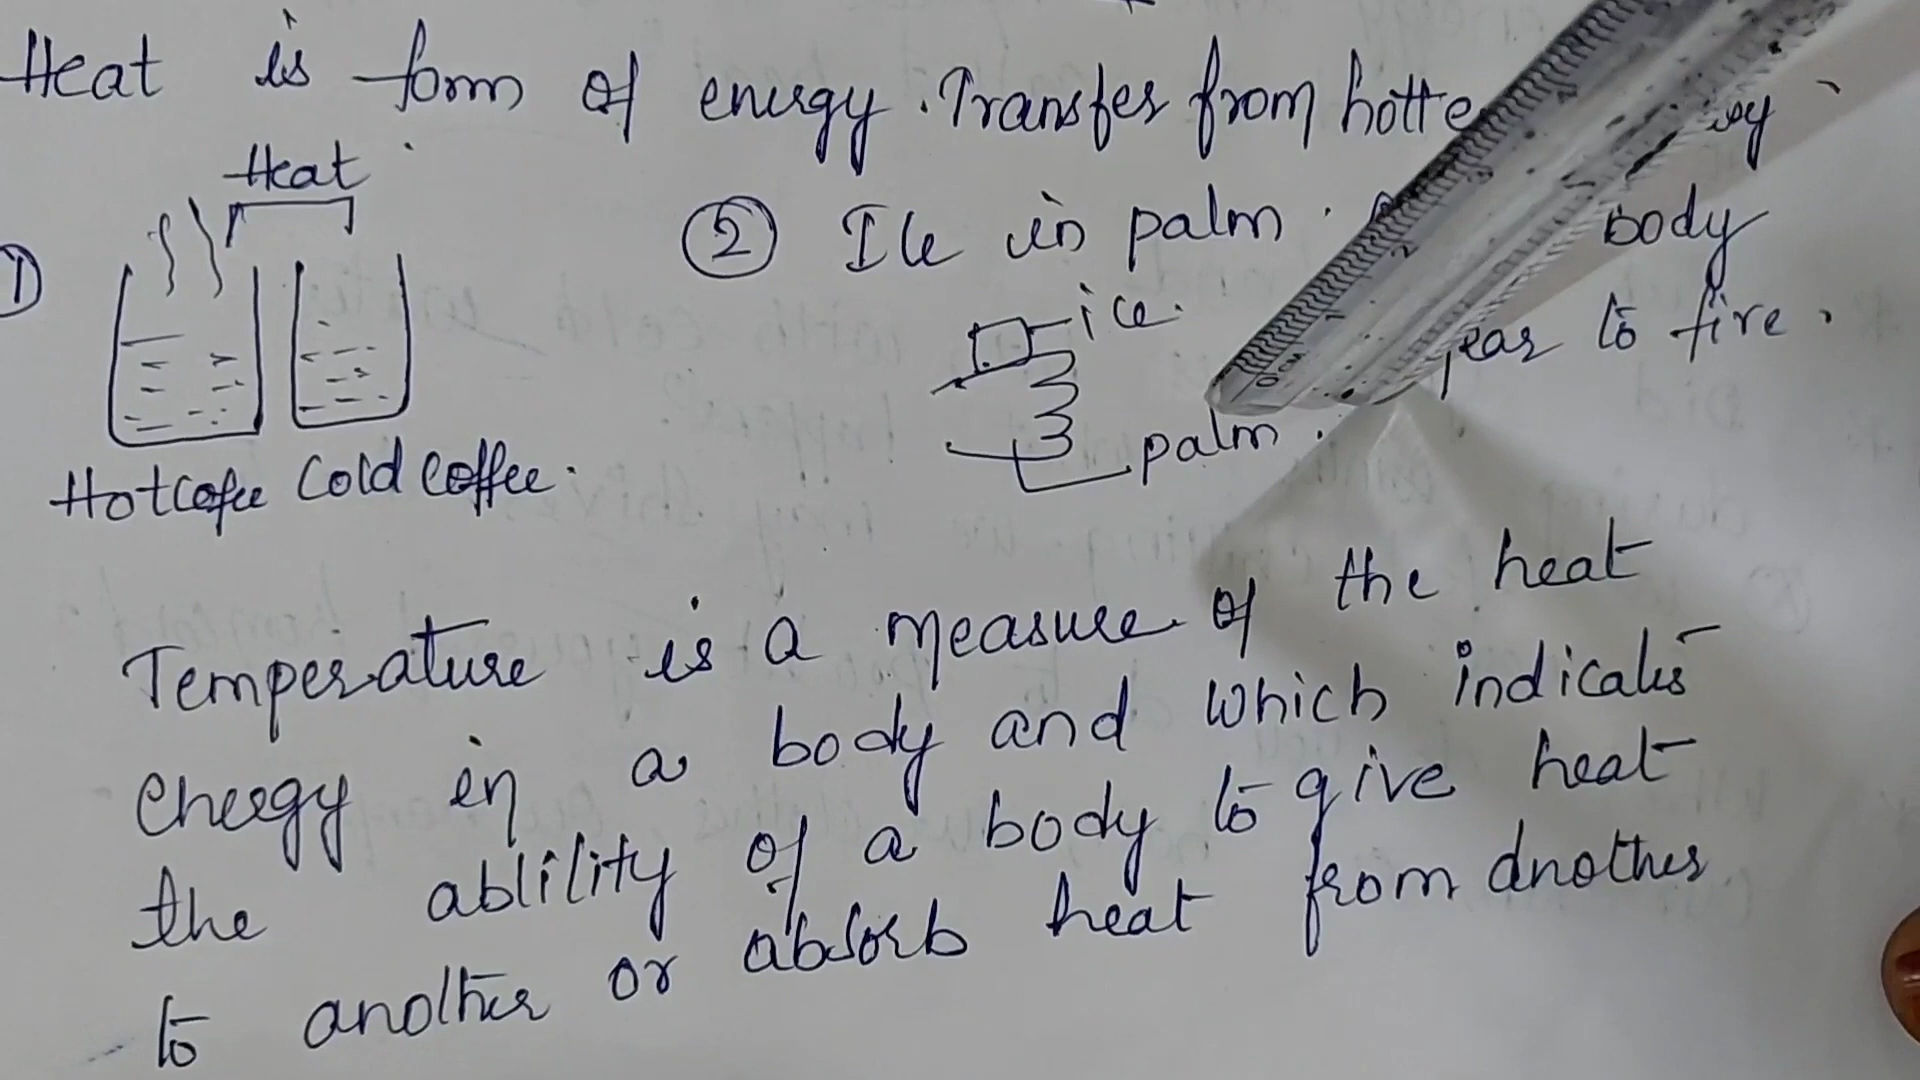 Heat is form of energy. Transfer from hotte
Heat
1
2 Ice in palm. body
ice.
to fire.
palm.
Hotcofee Cold Coffee.
Temperature is a measure of the heat
energy in a body and which indicates
the ablility of a body to give heat
to another or absorb heat from another